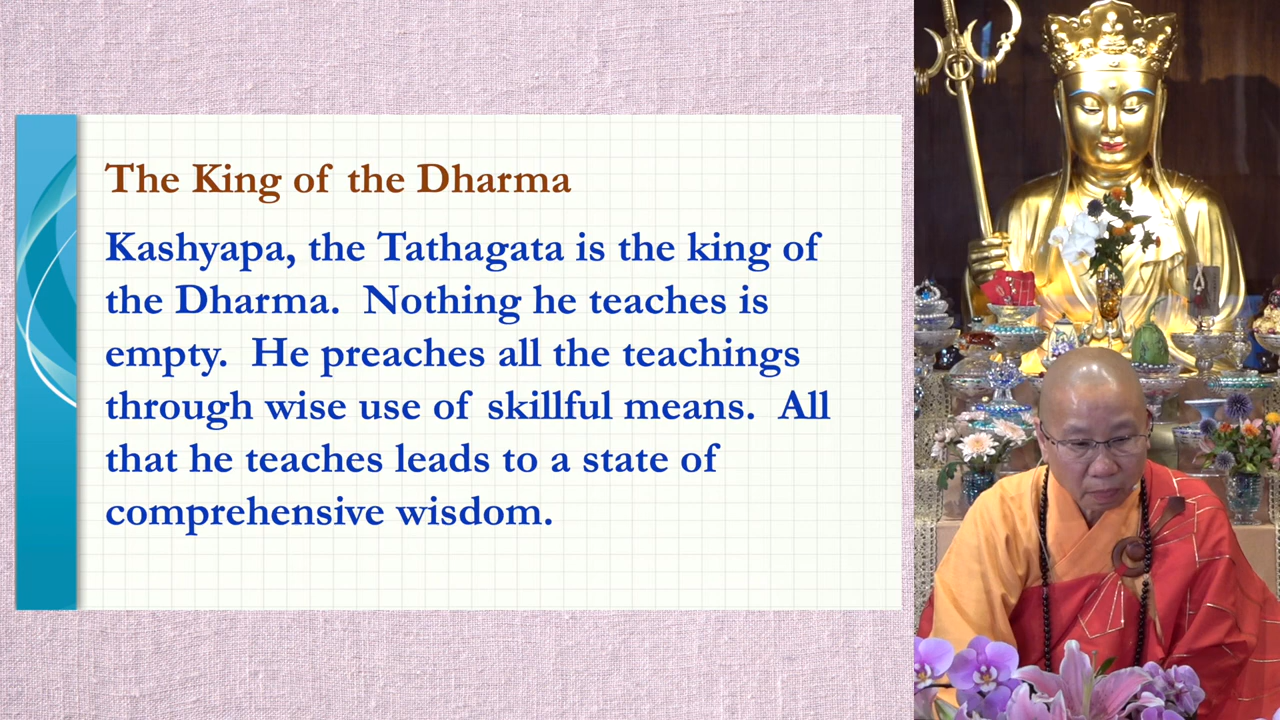 The King of the Dharma
Kashyapa, the Tathagata is the king of
the Dharma.  Nothing he teaches is
empty.  He preaches all the teachings
through wise use of skillful means.  All
that he teaches leads to a state of
comprehensive wisdom.